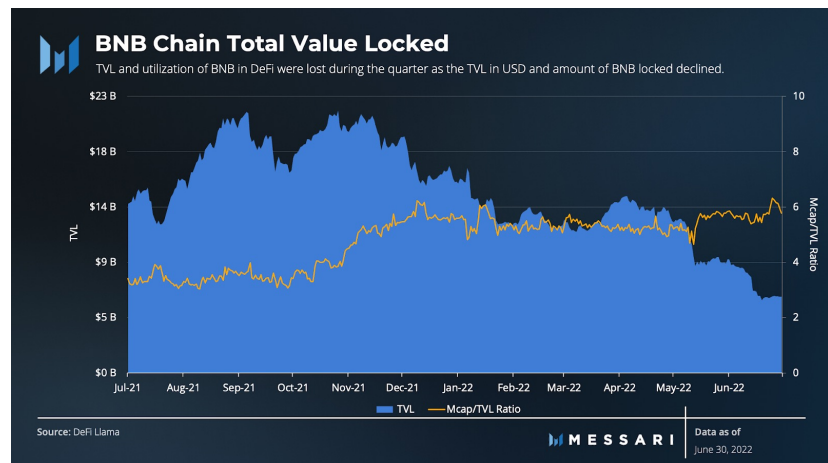 BNB Chain Total Value Locked
TVL and utilization of BNB in DeFi were lost during the quarter as the TVL in USD and amount of BNB locked declined.
$23 B
10
$18 B
8
$14 B
6
TVL
Mcap/TVL Ratio
$9 B
4
$5 B
2
$0 B
0
Jul-21 Aug-21 Sep-21 Oct-21 Nov-21 Dec-21 Jan-22 Feb-22 Mar-22 Apr-22 May-22 Jun-22
TVL Mcap/TVL Ratio
Source: DeFi Llama
MESSARI
Data as of
June 30, 2022